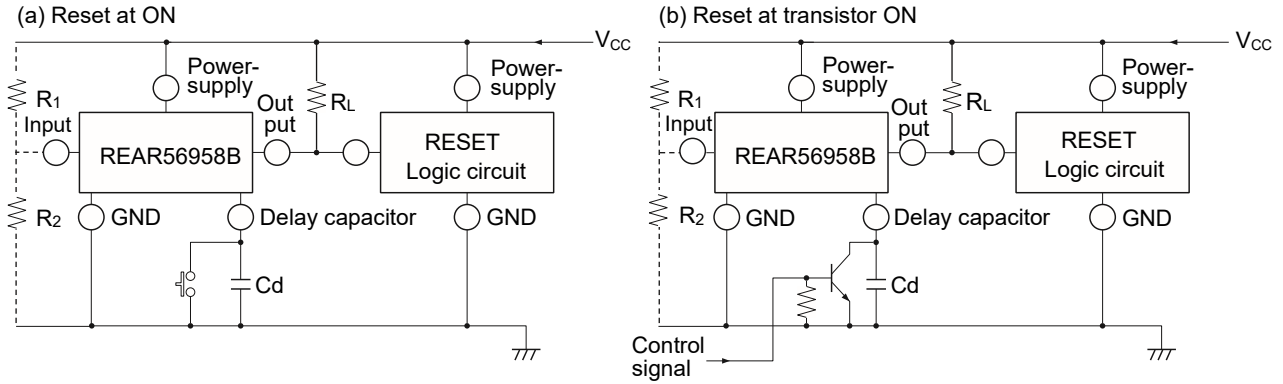 (a) Reset at ON
VCC
Power-
supply
Power-
supply
R1
Input
Out
put
RL
REAR56958B
RESET
Logic circuit
R2
GND
Delay capacitor
GND
Cd
(b) Reset at transistor ON
VCC
Power-
supply
Power-
supply
R1
Input
Out
put
RL
REAR56958B
RESET
Logic circuit
R2
GND
Delay capacitor
GND
Cd
Control
signal